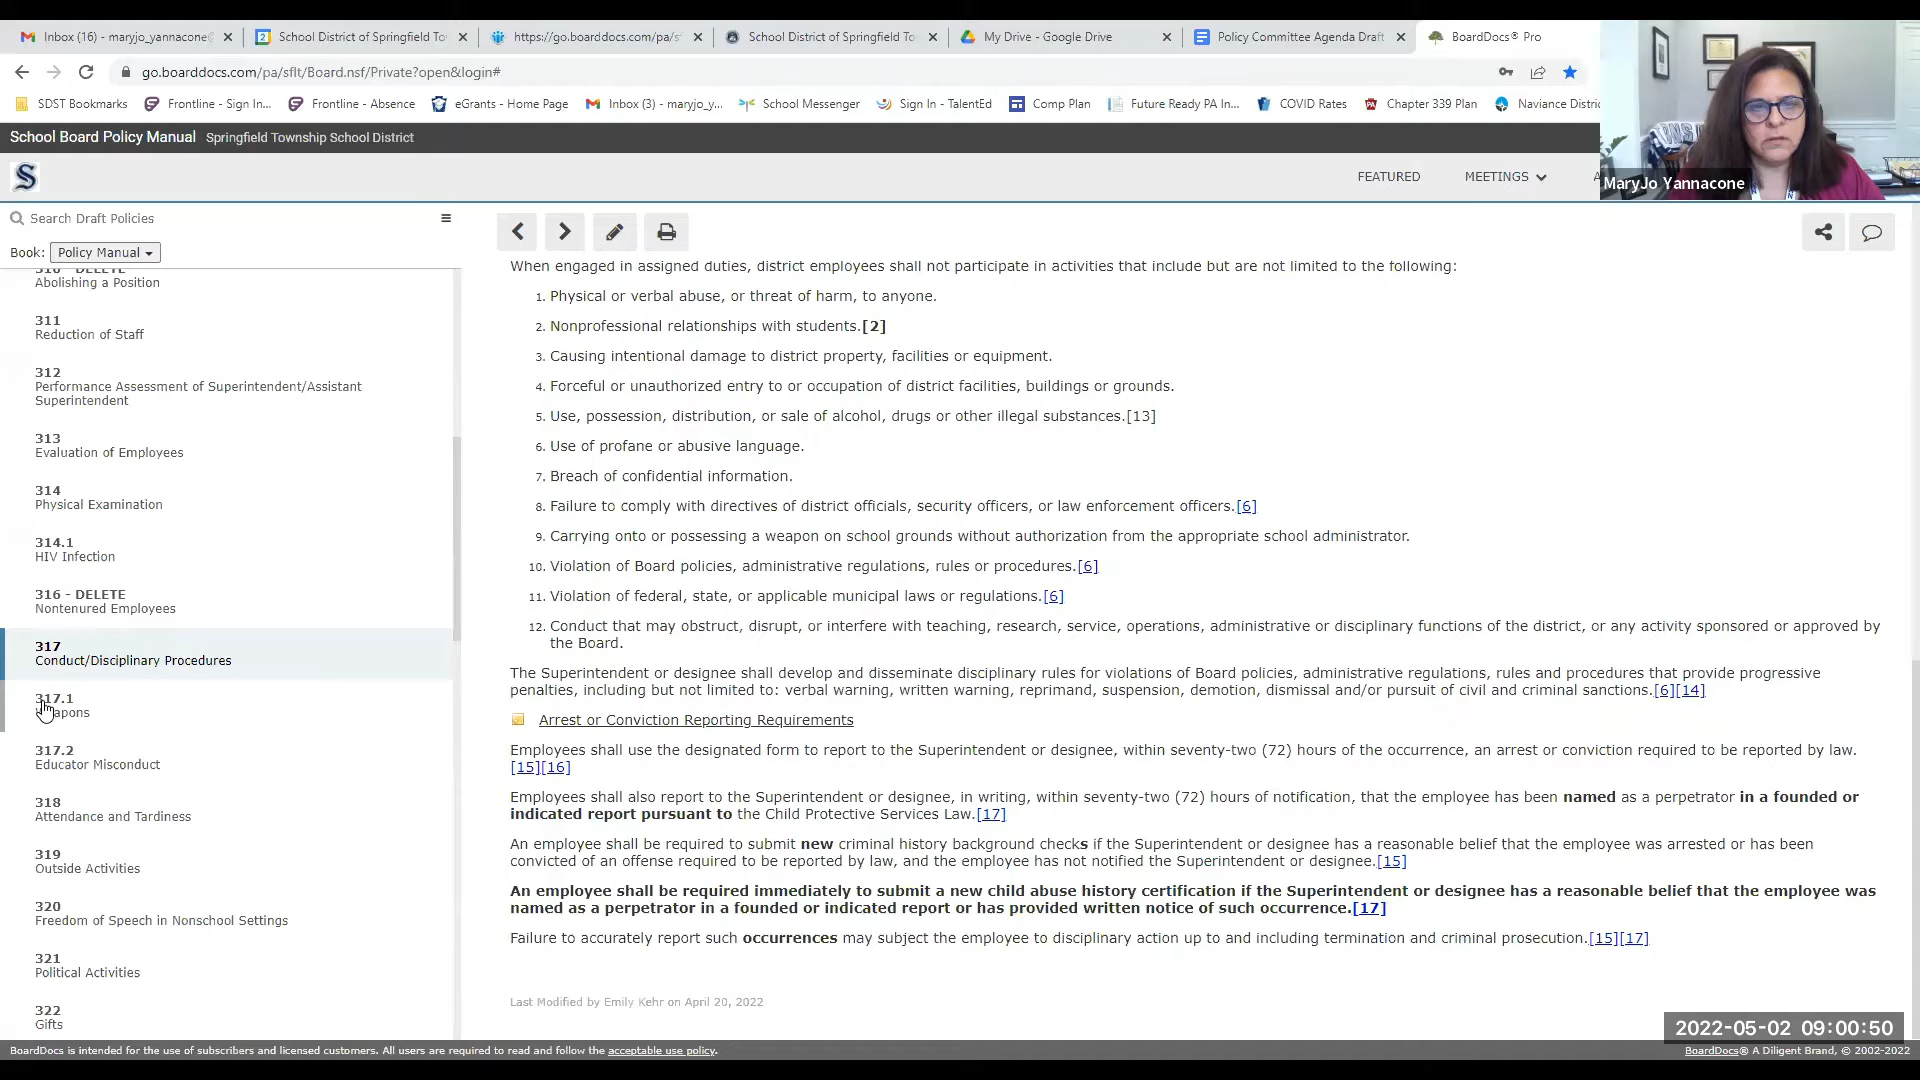 Inbox (16) - maryjo_yannacone@
School District of Springfield To
https://go.boarddocs.com/pa/s
School District of Springfield To
My Drive - Google Drive
Policy Committee Agenda Draft
BoardDocs® Pro
go.boarddocs.com/pa/sflt/Board.nsf/Private?open&login#
SDST Bookmarks
Frontline - Sign In...
Frontline - Absence
eGrants - Home Page
Inbox (3) - maryjo_y...
School Messenger
Sign In - TalentEd
Comp Plan
Future Ready PA In...
COVID Rates
Chapter 339 Plan
Naviance Distric
School Board Policy Manual Springfield Township School District
S
FEATURED
MEETINGS
MaryJo Yannacone
Search Draft Policies
Book: Policy Manual
310 - DELETE
Abolishing a Position
311
Reduction of Staff
312
Performance Assessment of Superintendent/Assistant
Superintendent
313
Evaluation of Employees
314
Physical Examination
314.1
HIV Infection
316 - DELETE
Nontenured Employees
317
Conduct/Disciplinary Procedures
317.1
317.2
Educator Misconduct
318
Attendance and Tardiness
319
Outside Activities
320
Freedom of Speech in Nonschool Settings
321
Political Activities
322
Gifts
When engaged in assigned duties, district employees shall not participate in activities that include but are not limited to the following:
1. Physical or verbal abuse, or threat of harm, to anyone.
2. Nonprofessional relationships with students.[2]
3. Causing intentional damage to district property, facilities or equipment.
4. Forceful or unauthorized entry to or occupation of district facilities, buildings or grounds.
5. Use, possession, distribution, or sale of alcohol, drugs or other illegal substances.[13]
6. Use of profane or abusive language.
7. Breach of confidential information.
8. Failure to comply with directives of district officials, security officers, or law enforcement officers.[6]
9. Carrying onto or possessing a weapon on school grounds without authorization from the appropriate school administrator.
10. Violation of Board policies, administrative regulations, rules or procedures.[6]
11. Violation of federal, state, or applicable municipal laws or regulations.[6]
12. Conduct that may obstruct, disrupt, or interfere with teaching, research, service, operations, administrative or disciplinary functions of the district, or any activity sponsored or approved by
the Board.
The Superintendent or designee shall develop and disseminate disciplinary rules for violations of Board policies, administrative regulations, rules and procedures that provide progressive
penalties, including but not limited to: verbal warning, written warning, reprimand, suspension, demotion, dismissal and/or pursuit of civil and criminal sanctions.[6][14]
Arrest or Conviction Reporting Requirements
Employees shall use the designated form to report to the Superintendent or designee, within seventy-two (72) hours of the occurrence, an arrest or conviction required to be reported by law.
[15][16]
Employees shall also report to the Superintendent or designee, in writing, within seventy-two (72) hours of notification, that the employee has been named as a perpetrator in a founded or
indicated report pursuant to the Child Protective Services Law.[17]
An employee shall be required to submit new criminal history background checks if the Superintendent or designee has a reasonable belief that the employee was arrested or has been
convicted of an offense required to be reported by law, and the employee has not notified the Superintendent or designee.[15]
An employee shall be required immediately to submit a new child abuse history certification if the Superintendent or designee has a reasonable belief that the employee was
named as a perpetrator in a founded or indicated report or has provided written notice of such occurrence.[17]
Failure to accurately report such occurrences may subject the employee to disciplinary action up to and including termination and criminal prosecution.[15][17]
Last Modified by Emily Kehr on April 20, 2022
2022-05-02 09:00:50
BoardDocs is intended for the use of subscribers and licensed customers. All users are required to read and follow the acceptable use policy.
BoardDocs® A Diligent Brand, © 2002-2022